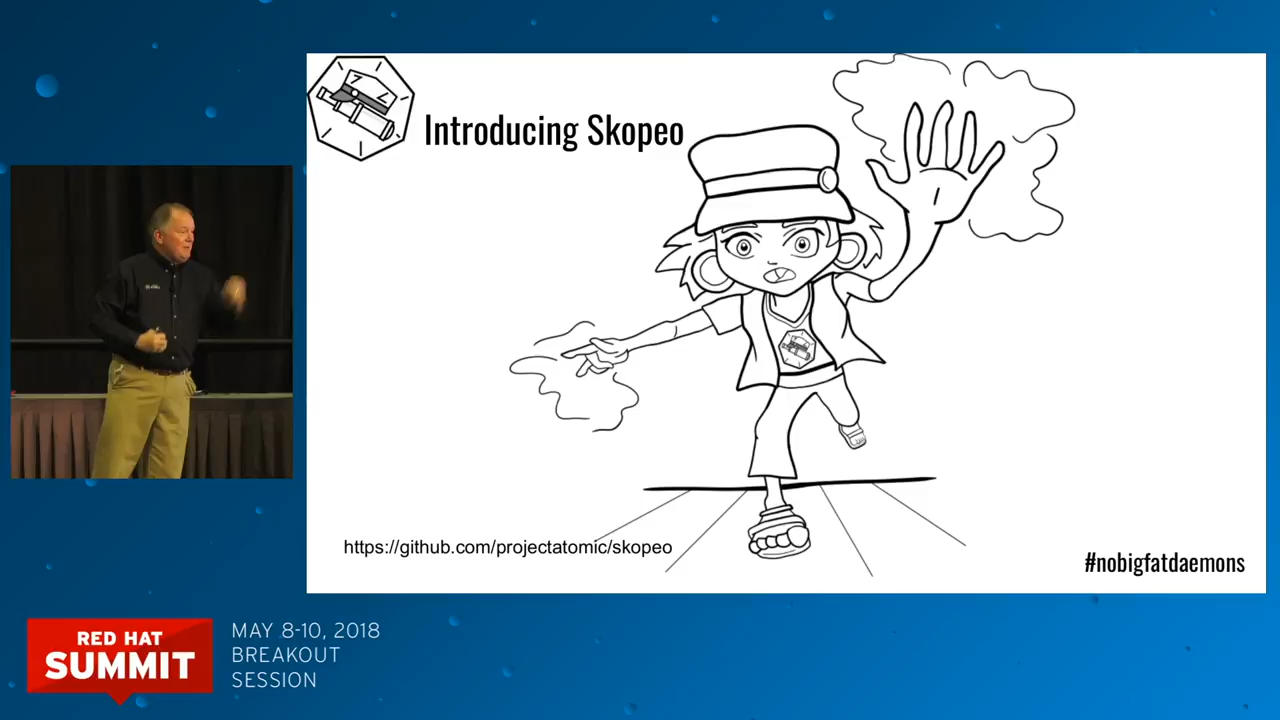 Introducing Skopeo
https://github.com/projectatomic/skopeo
#nobigfatdaemons
RED HAT
SUMMIT
MAY 8-10, 2018
BREAKOUT
SESSION